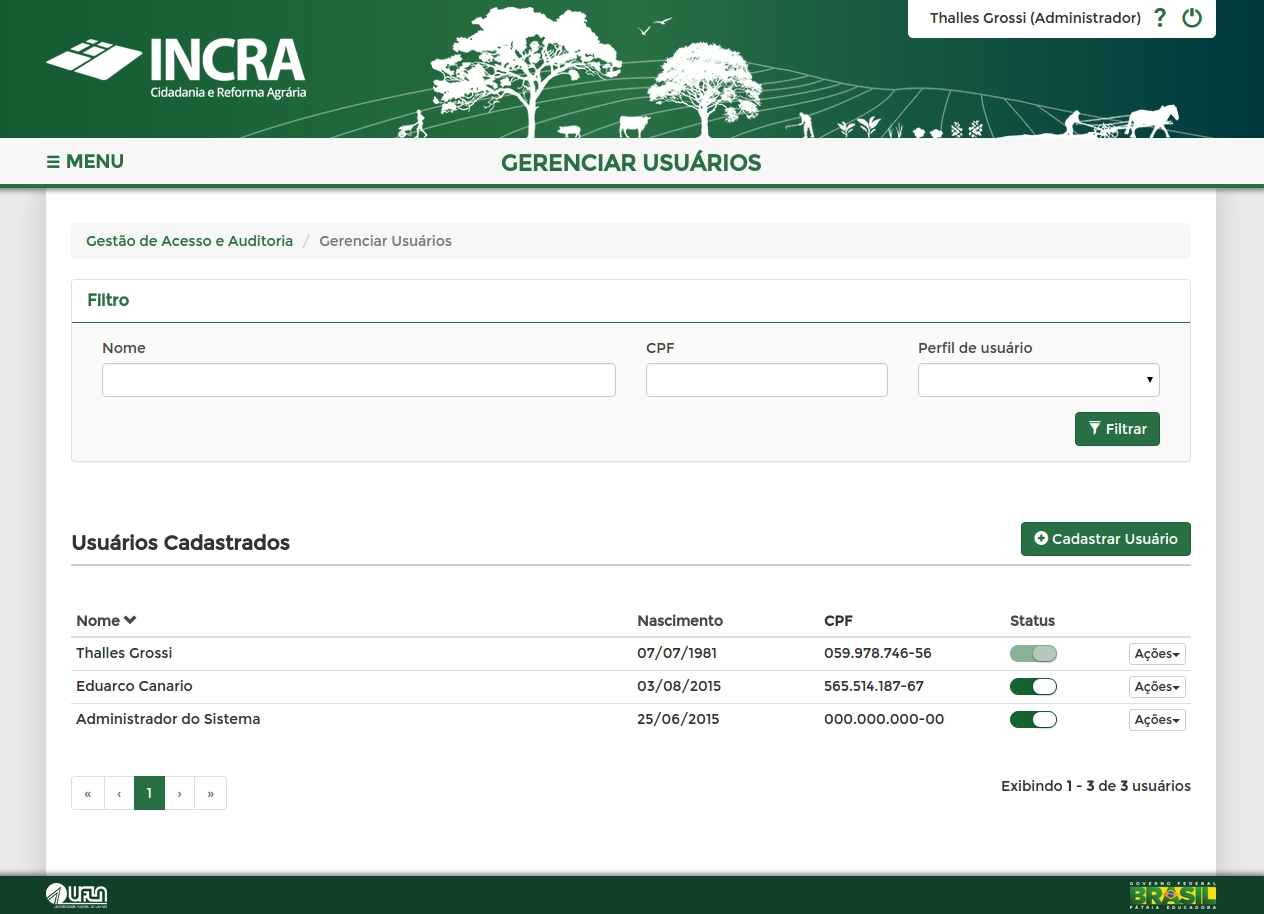 Thalles Grossi (Administrador) ?
INCRA
Cidadania e Reforma Agrária
☰ MENU
GERENCIAR USUÁRIOS
Gestão de Acesso e Auditoria / Gerenciar Usuários
Filtro
Nome CPF Perfil de usuário
Filtrar
Usuários Cadastrados
Cadastrar Usuário
Nome Nascimento CPF Status
Thalles Grossi 07/07/1981 059.978.746-56 Ações
Eduarco Canario 03/08/2015 565.514.187-67 Ações
Administrador do Sistema 25/06/2015 000.000.000-00 Ações
« ‹ 1 › »
Exibindo 1 - 3 de 3 usuários
UFLA
GOVERNO FEDERAL
BRASIL
PÁTRIA EDUCADORA